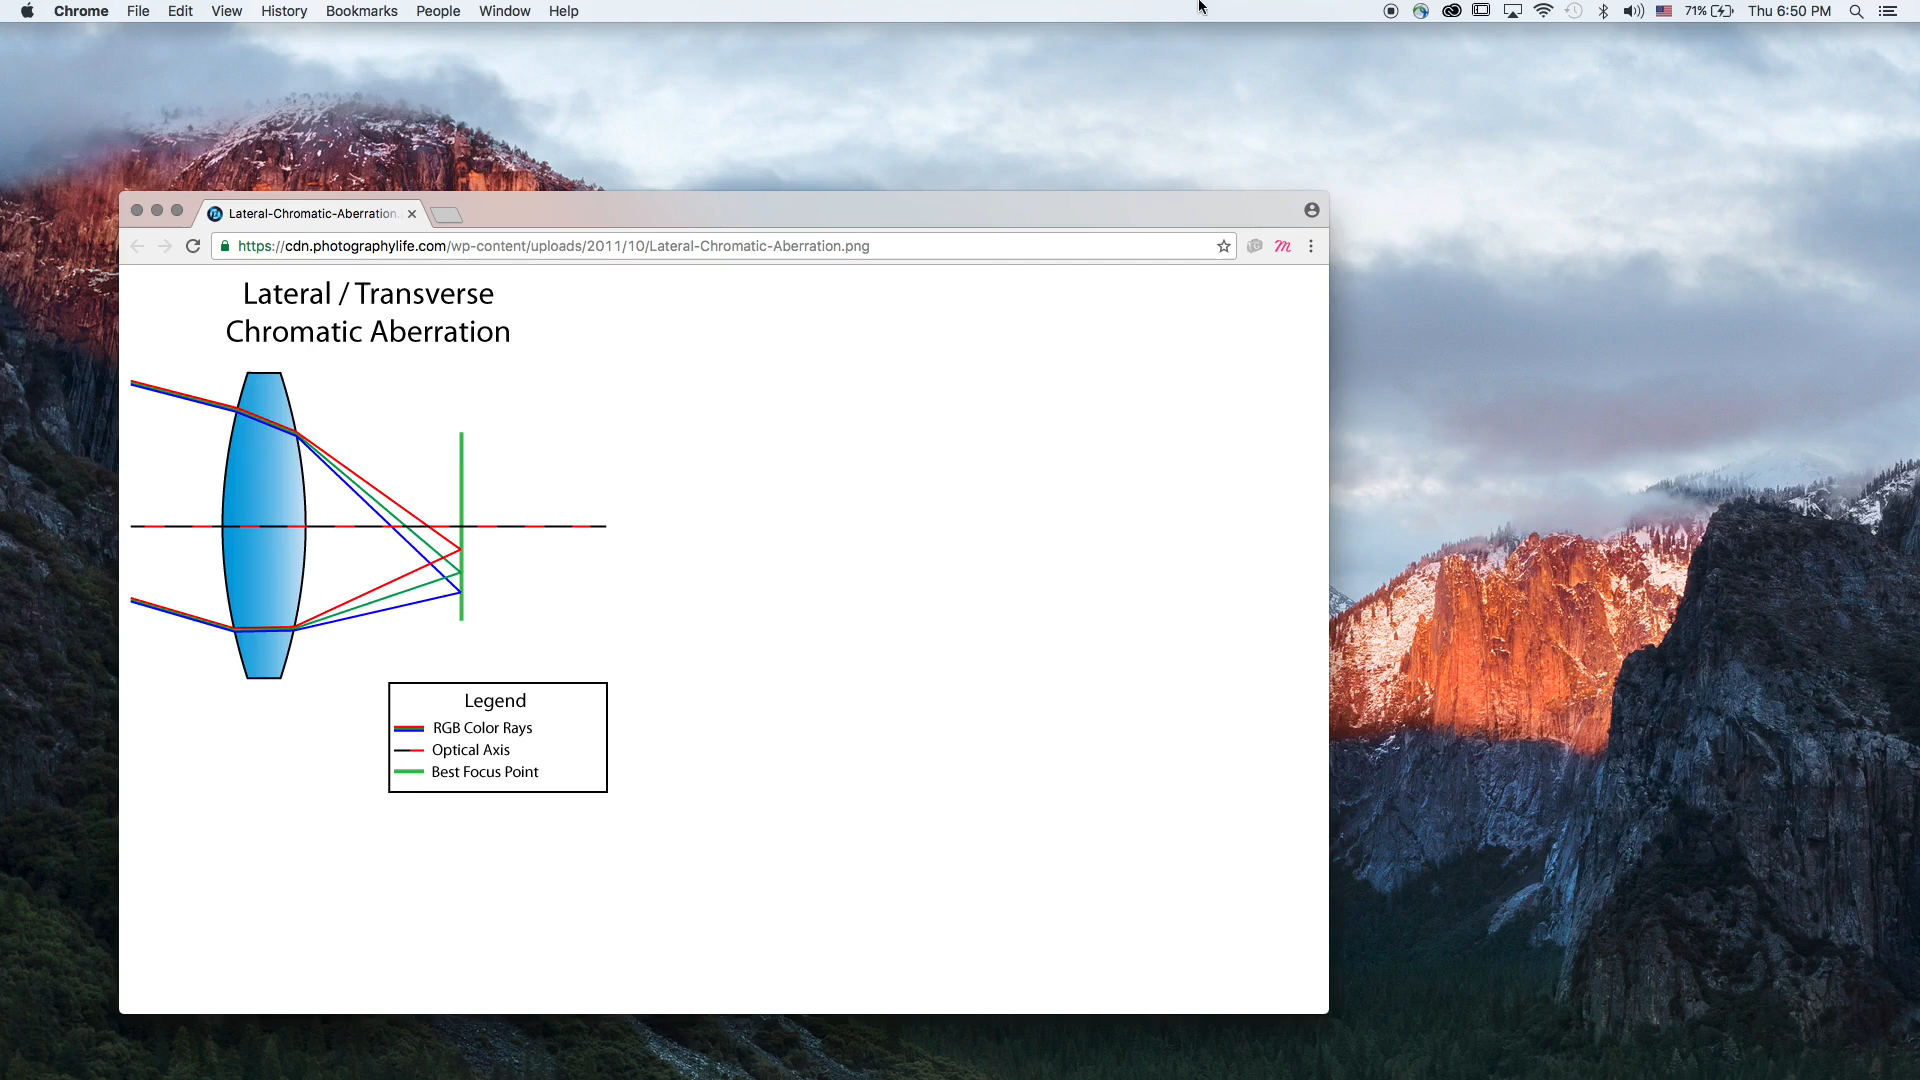 Chrome File Edit View History Bookmarks People Window Help 71% Thu 6:50 PM
Lateral-Chromatic-Aberration.
https://cdn.photographylife.com/wp-content/uploads/2011/10/Lateral-Chromatic-Aberration.png
Lateral / Transverse
Chromatic Aberration
Legend
RGB Color Rays
Optical Axis
Best Focus Point